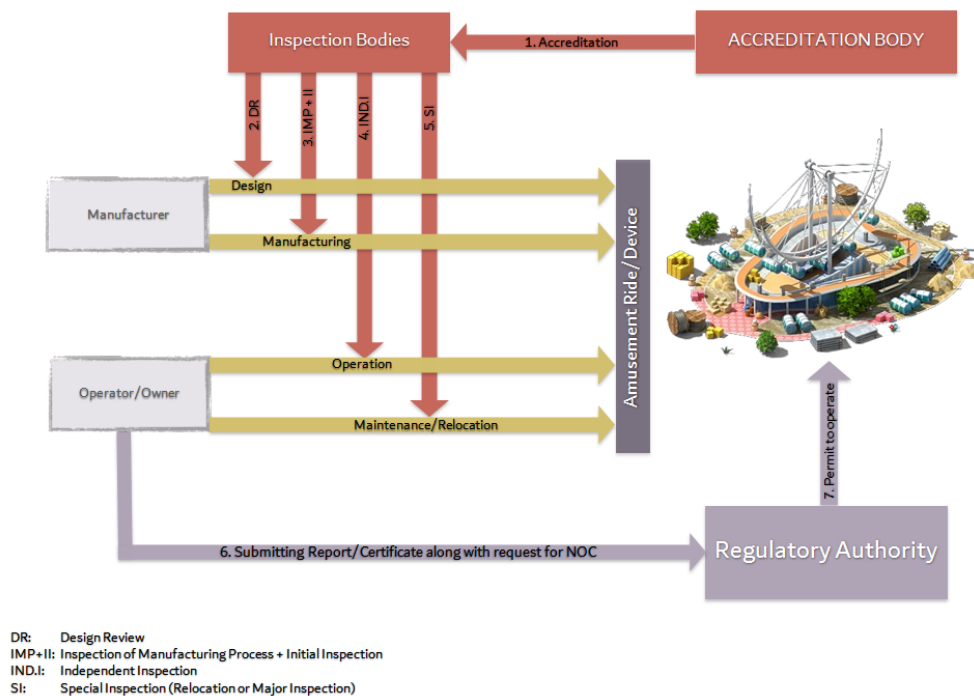 Inspection Bodies
1. Accreditation
ACCREDITATION BODY
2. DR
3. IMP+ II
4. IND.I
5. SI
Manufacturer
Design
Manufacturing
Amusement Ride/Device
Operator/Owner
Operation
Maintenance/Relocation
7. Permit to operate
6. Submitting Report/Certificate along with request for NOC
Regulatory Authority
DR: Design Review
IMP+II: Inspection of Manufacturing Process + Initial Inspection
IND.I: Independent Inspection
SI: Special Inspection (Relocation or Major Inspection)